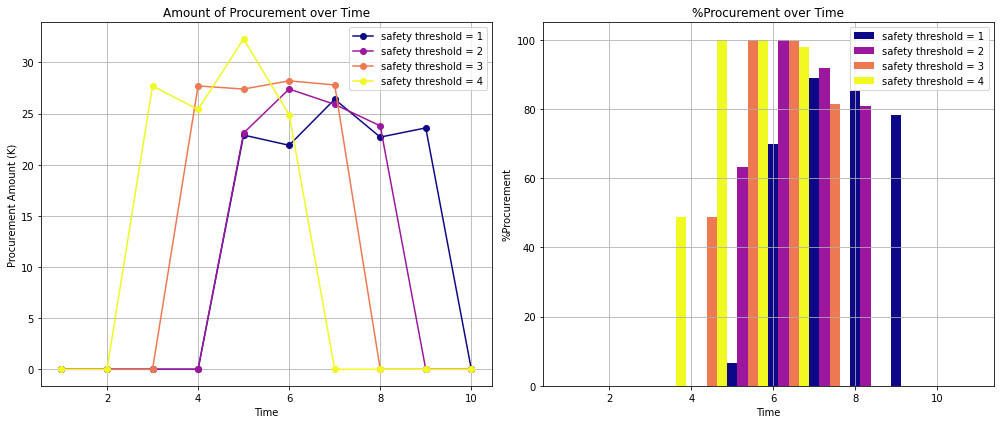 Amount of Procurement over Time
safety threshold = 1
safety threshold = 2
safety threshold = 3
safety threshold = 4
Procurement Amount (K)
30
25
20
15
10
5
0
2
4
6
8
10
Time
%Procurement over Time
safety threshold = 1
safety threshold = 2
safety threshold = 3
safety threshold = 4
%Procurement
100
80
60
40
20
0
2
4
6
8
10
Time